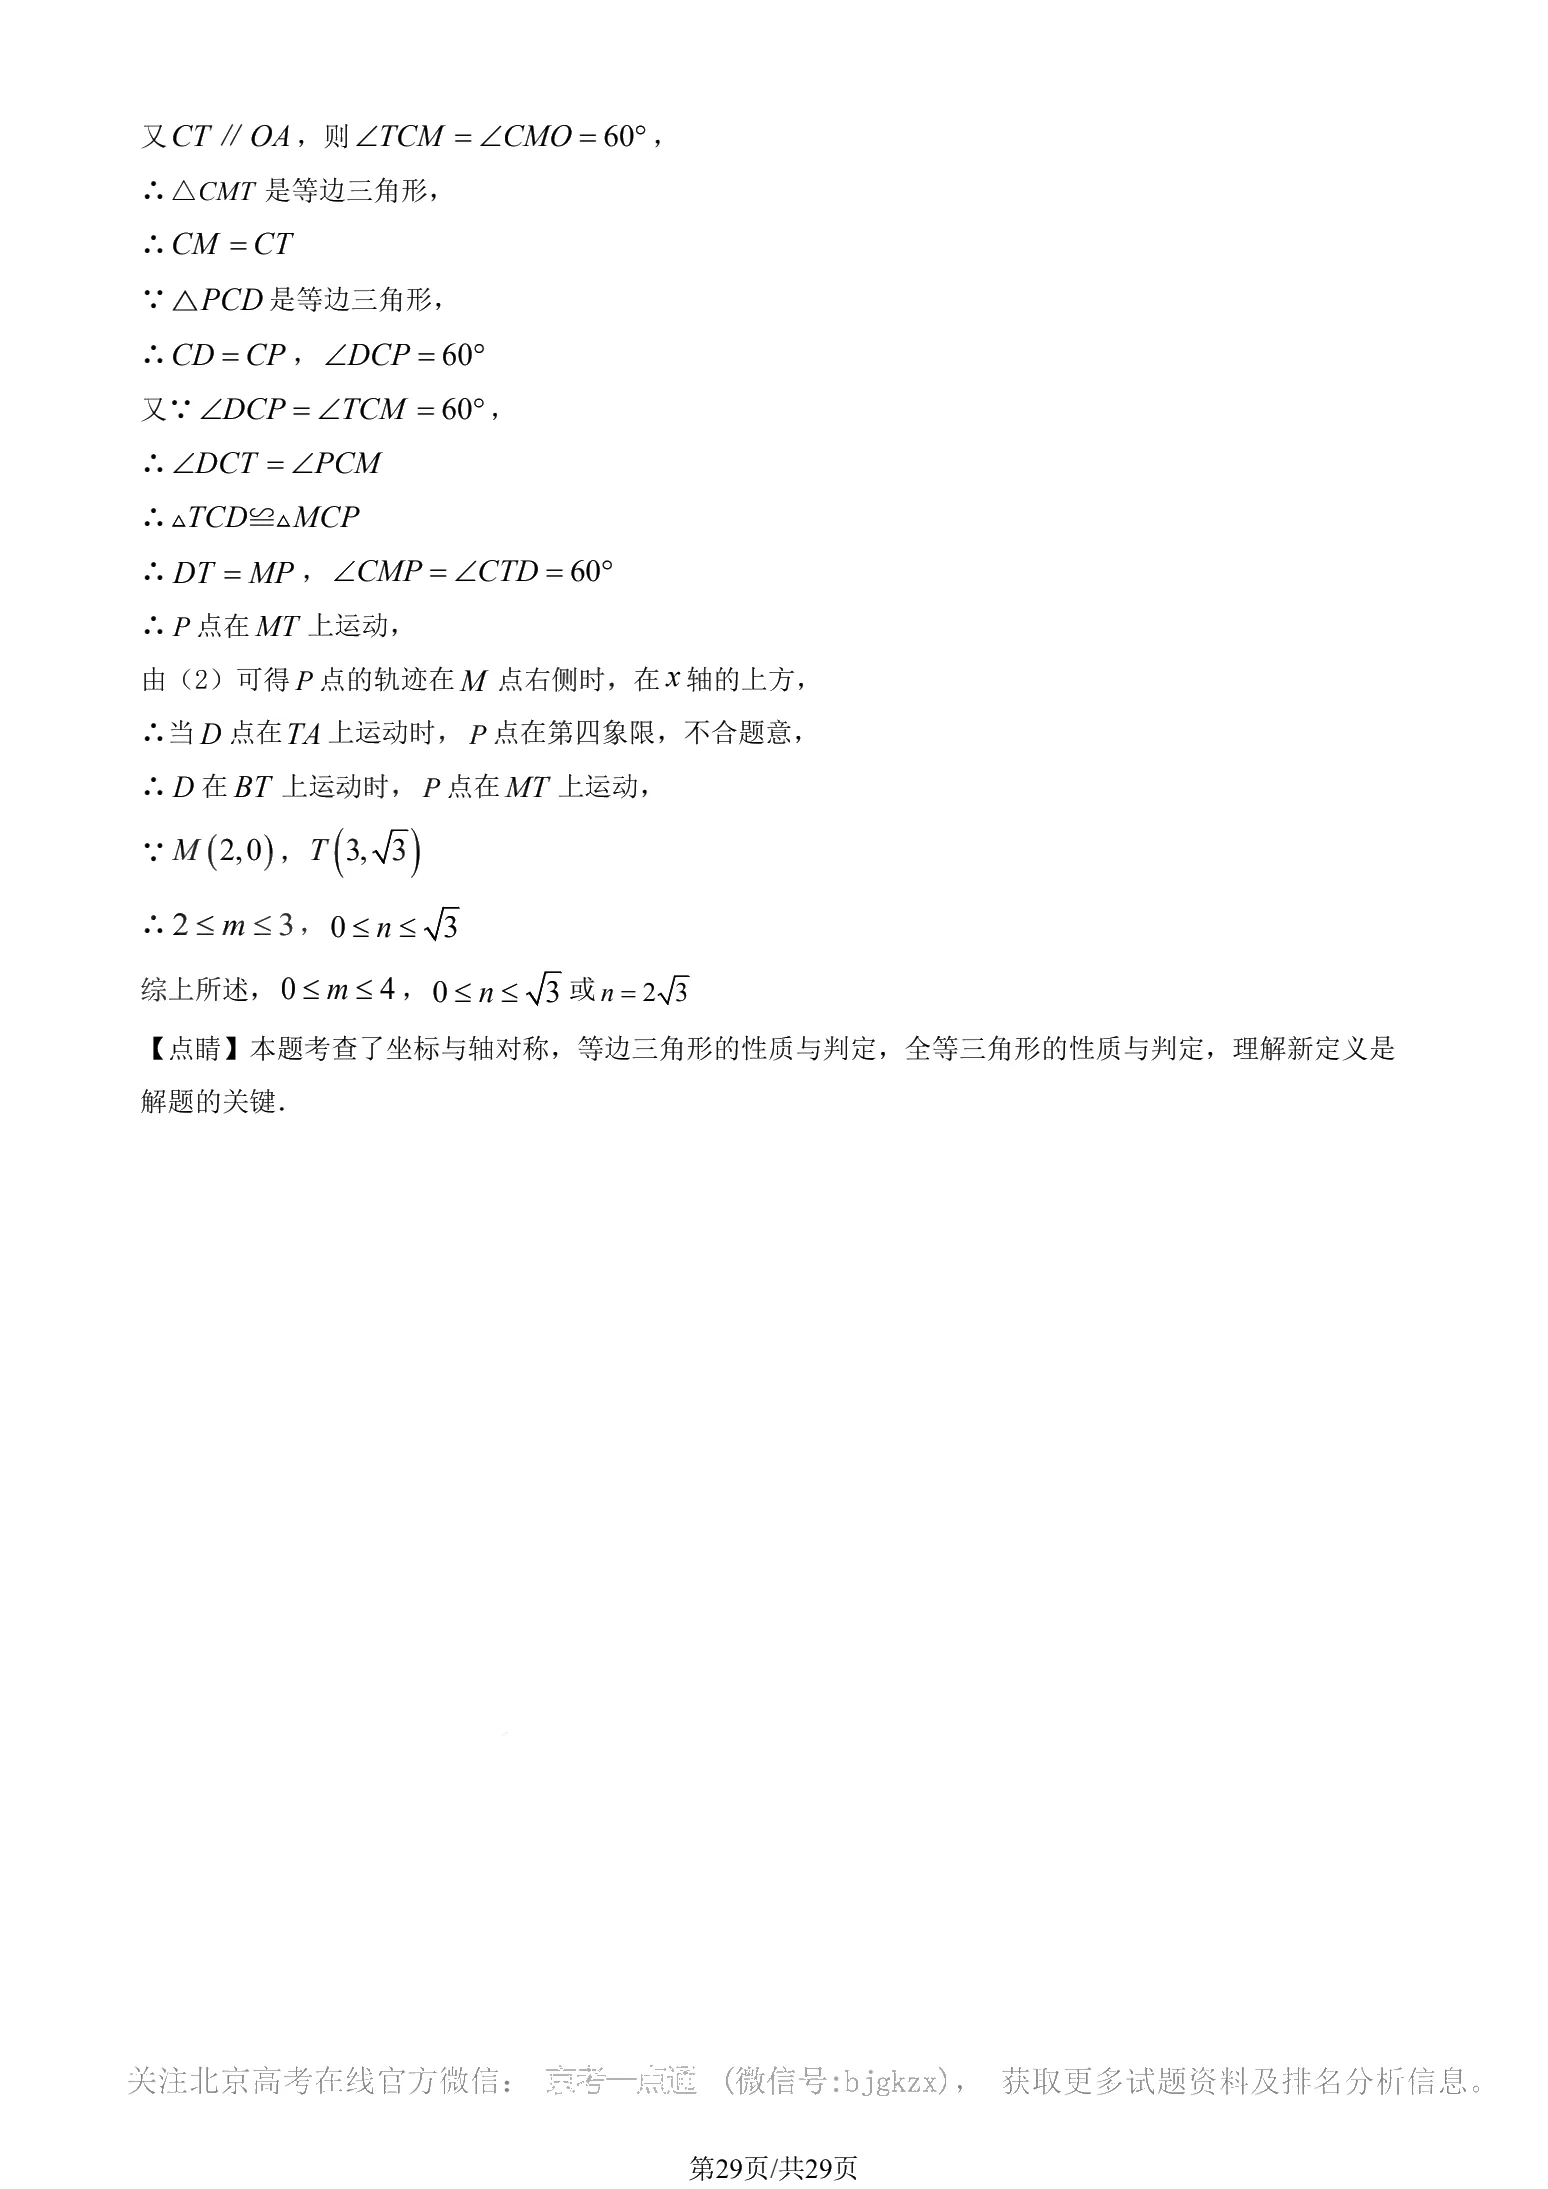 又CT∥OA，则∠TCM=∠CMO=60°，
∴△CMT是等边三角形，
∴CM=CT
∵△PCD是等边三角形，
∴CD=CP，∠DCP=60°
又∵∠DCP=∠TCM=60°，
∴∠DCT=∠PCM
∴△TCD≌△MCP
∴DT=MP，∠CMP=∠CTD=60°
∴P点在MT上运动，
由（2）可得P点的轨迹在M点右侧时，在x轴的上方，
∴当D点在TA上运动时，P点在第四象限，不合题意，
∴D在BT上运动时，P点在MT上运动，
∵M(2,0)，T(3,√3)
∴2≤m≤3，0≤n≤√3
综上所述，0≤m≤4，0≤n≤√3或n=2√3
【点睛】本题考查了坐标与轴对称，等边三角形的性质与判定，全等三角形的性质与判定，理解新定义是
解题的关键．
关注北京高考在线官方微信：京考一点通（微信号:bjgkzx），获取更多试题资料及排名分析信息。
第29页/共29页